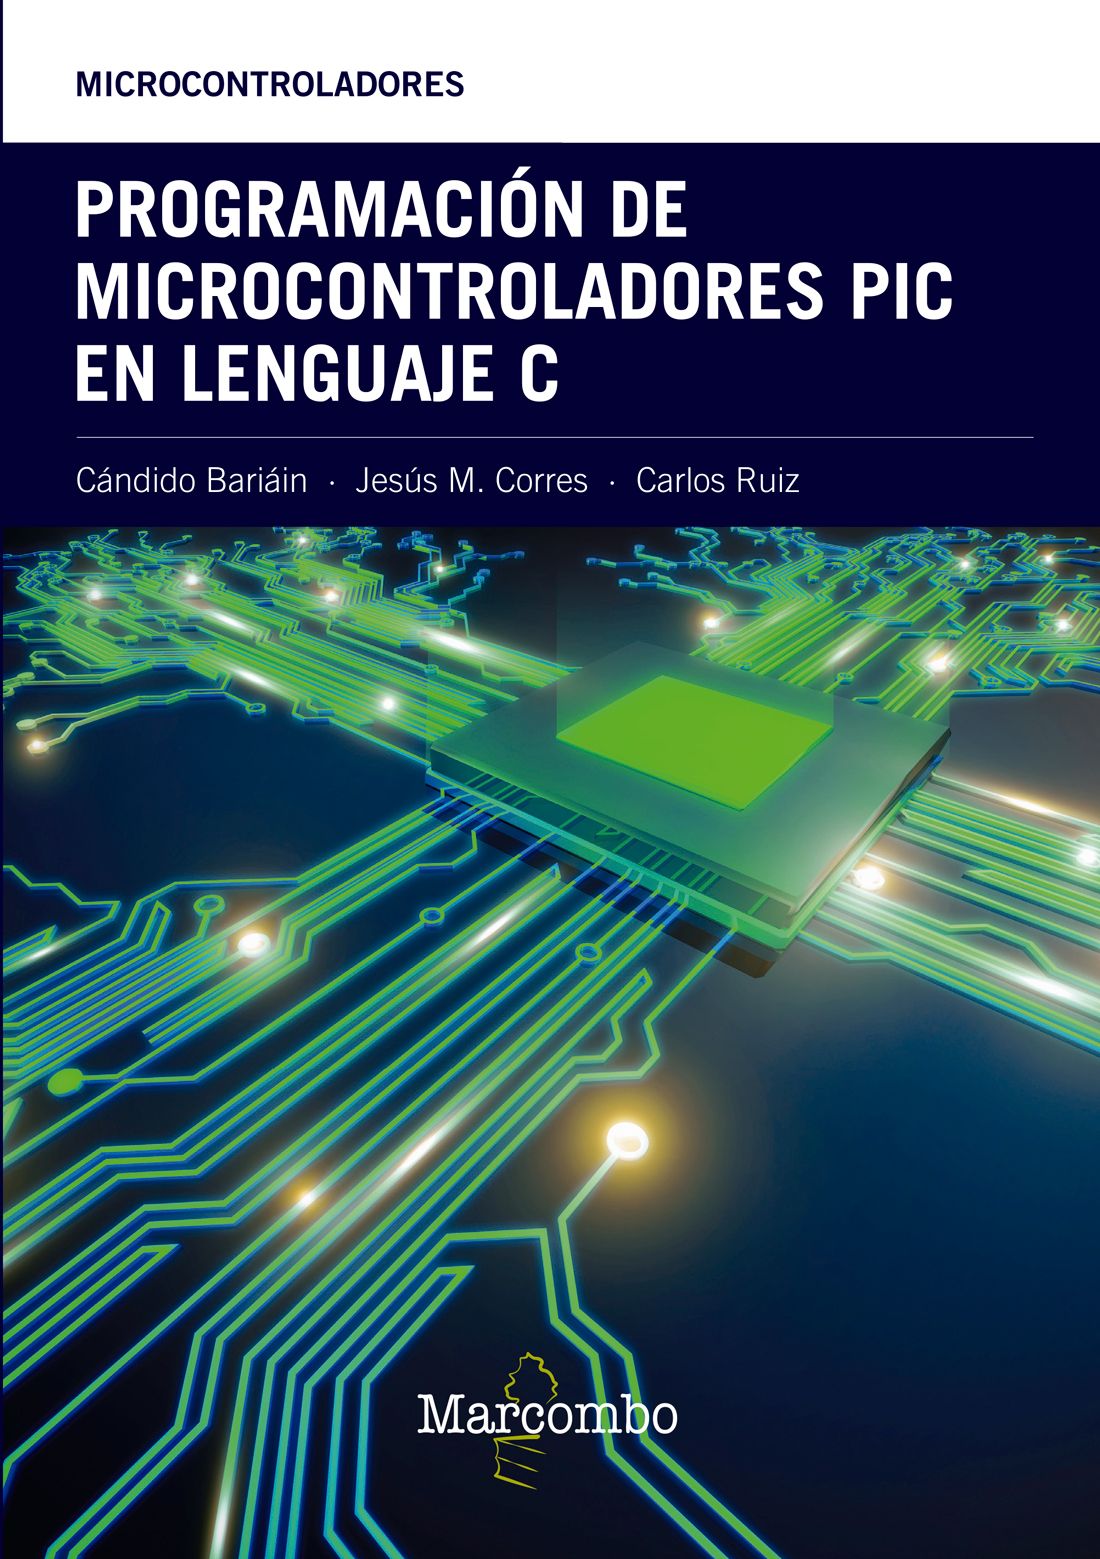 MICROCONTROLADORES
PROGRAMACIÓN DE
MICROCONTROLADORES PIC
EN LENGUAJE C
Cándido Bariáin · Jesús M. Corres · Carlos Ruiz
Marcombo